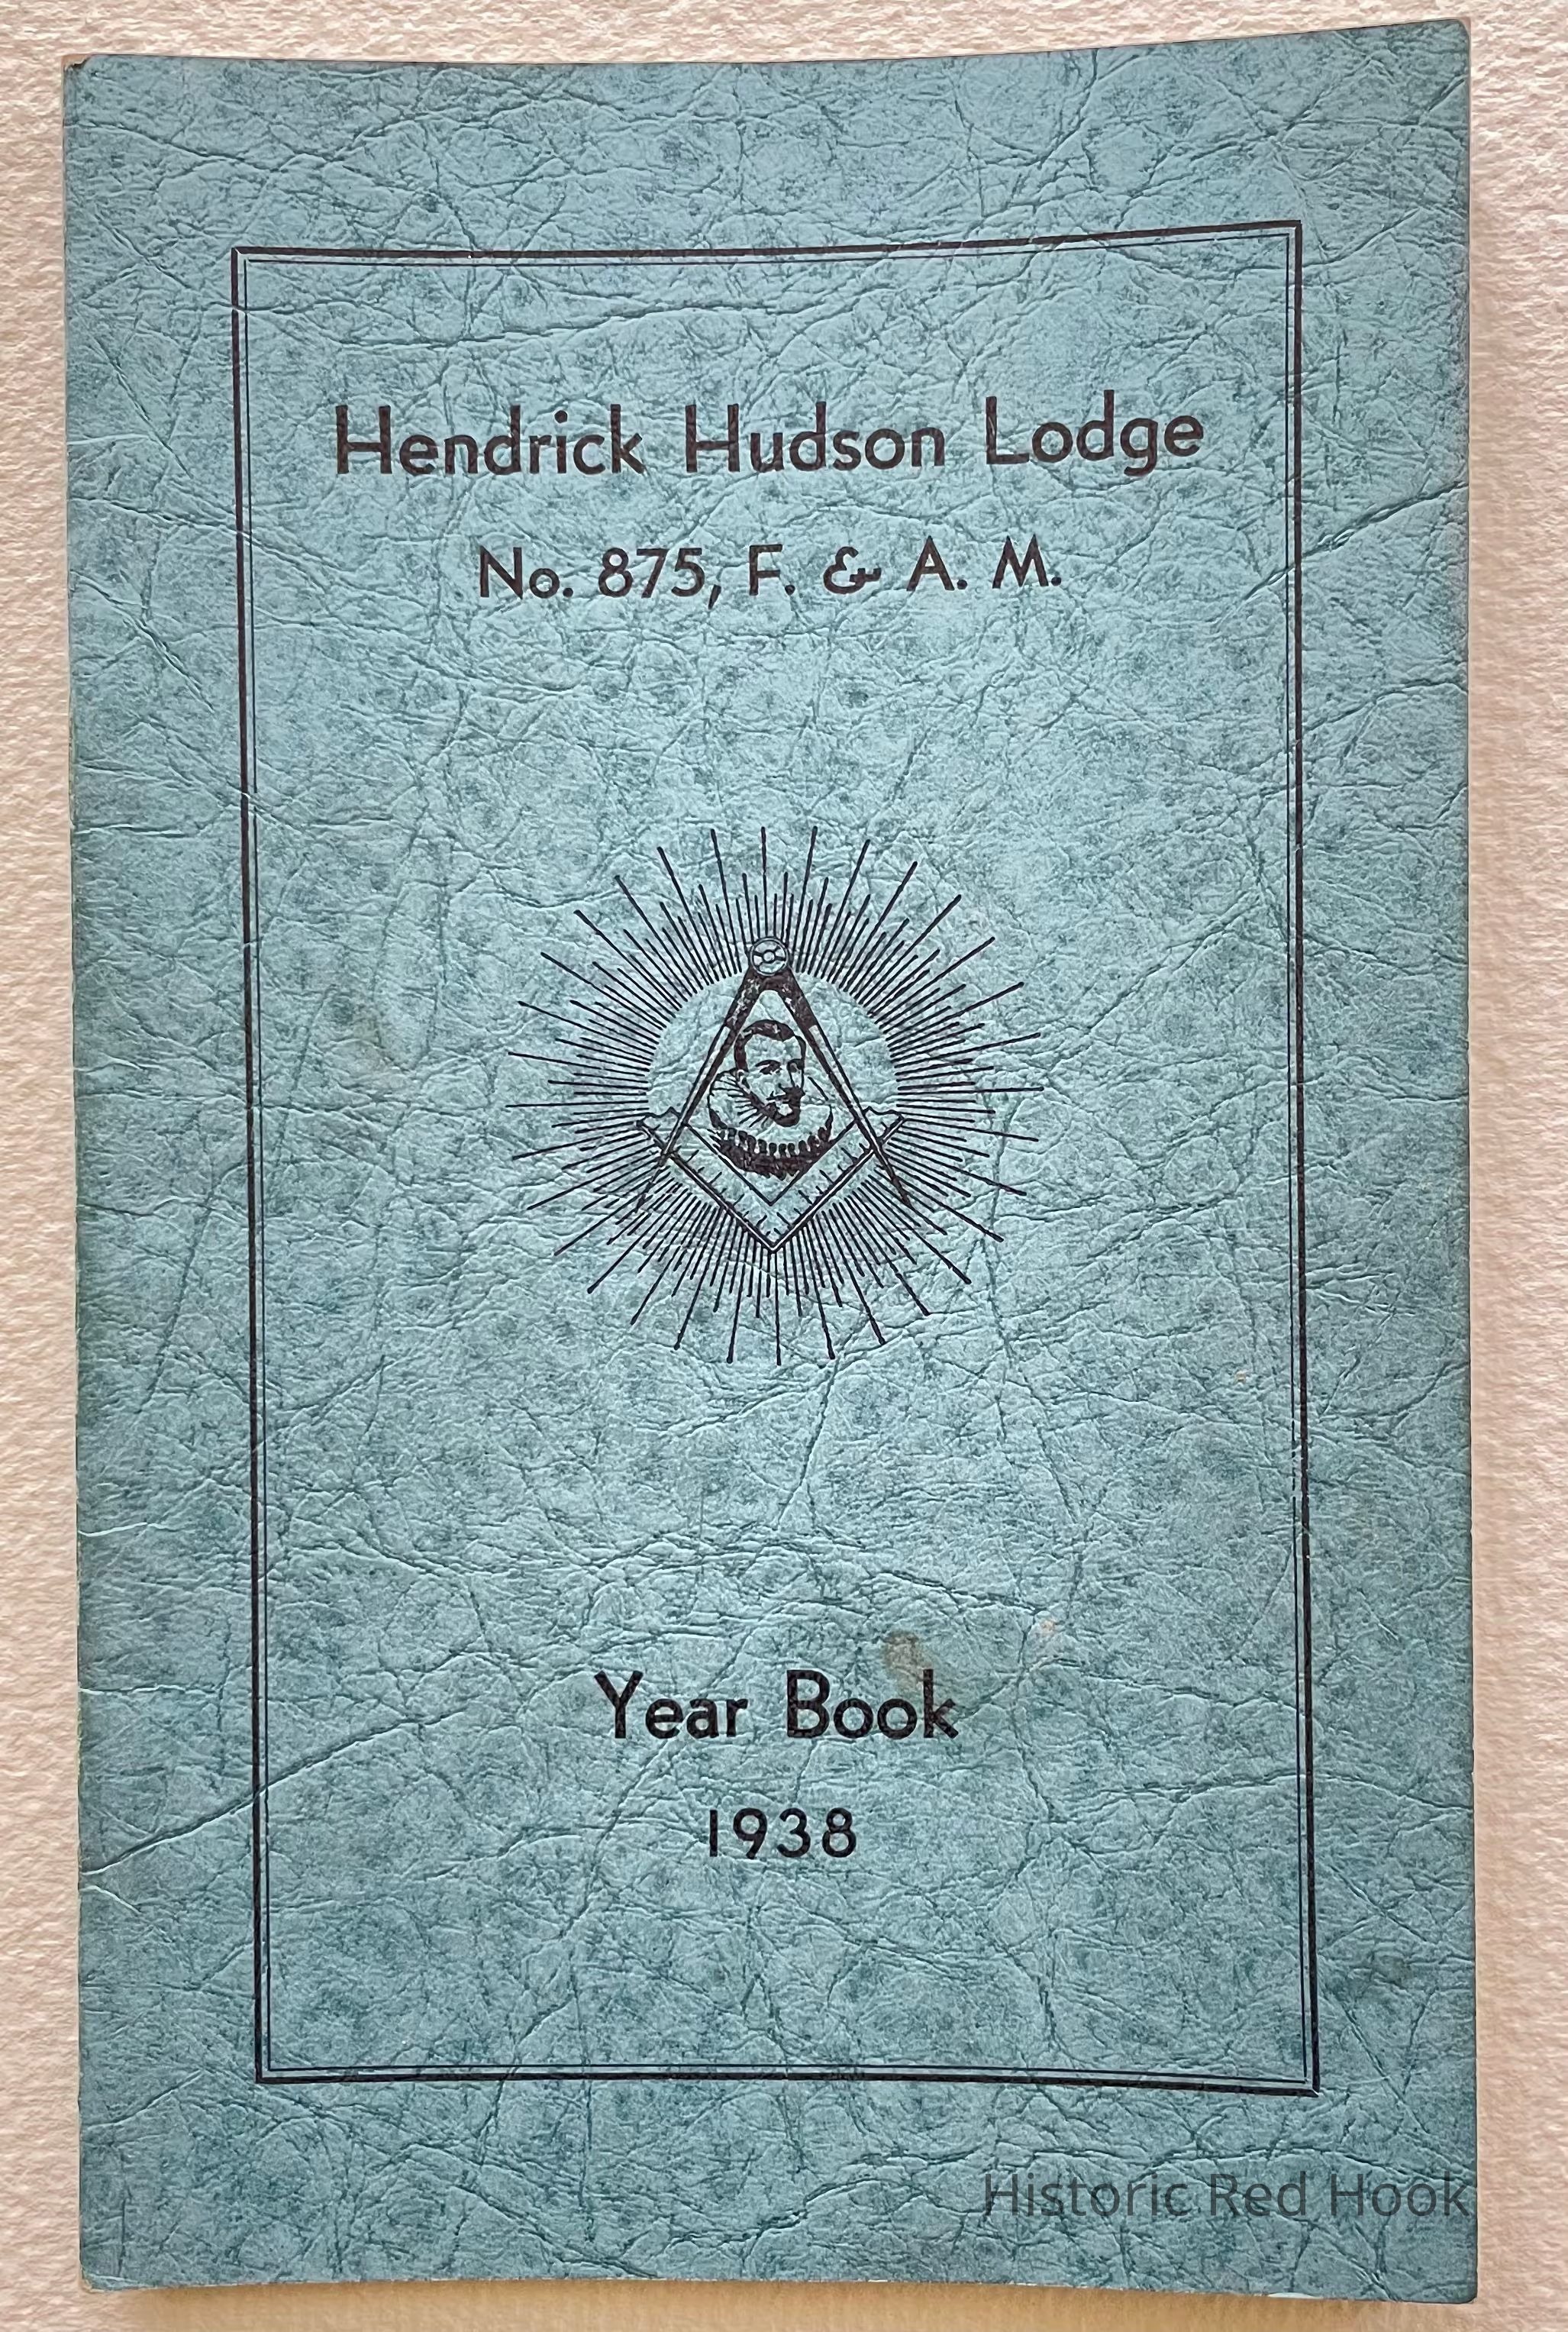 Hendrick Hudson Lodge
No. 875, F. & A. M.
Year Book
1938
Historic Red Hook